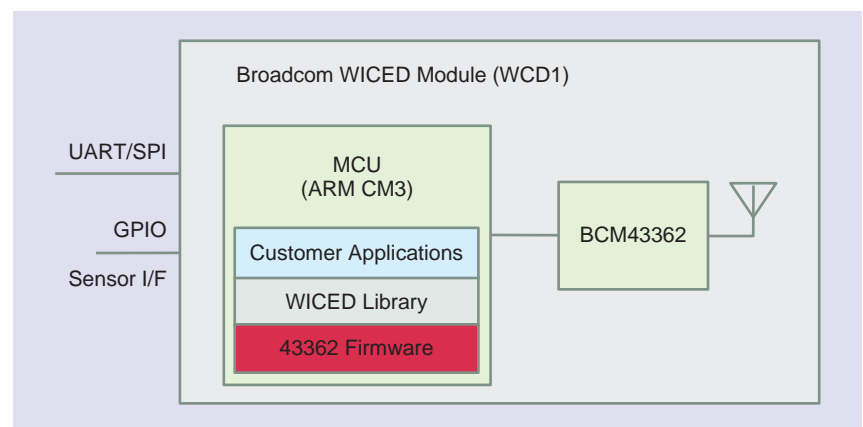 Broadcom WICED Module (WCD1)
UART/SPI
GPIO
Sensor I/F
MCU
(ARM CM3)
Customer Applications
WICED Library
43362 Firmware
BCM43362